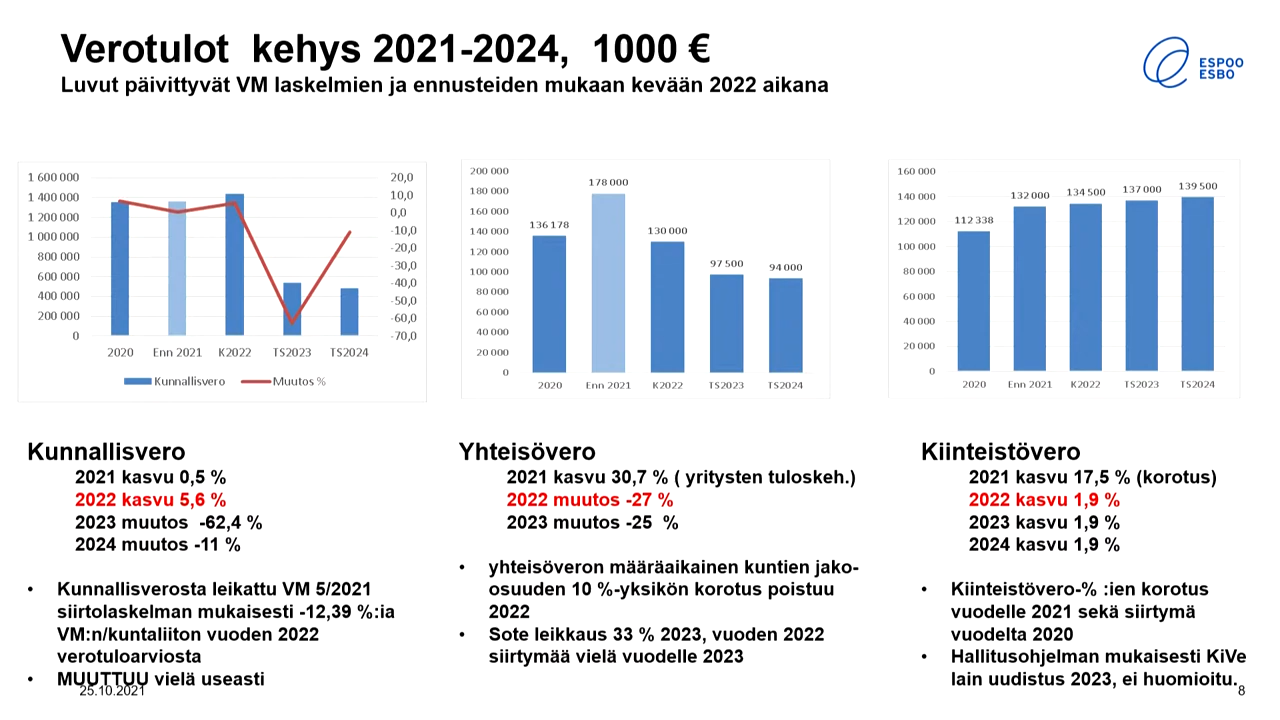 Verotulot kehys 2021-2024, 1000 €
Luvut päivittyvät VM laskelmien ja ennusteiden mukaan kevään 2022 aikana
ESPOO
ESBO
1 600 000
1 400 000
1 200 000
1 000 000
800 000
600 000
400 000
200 000
0
20,0
10,0
0,0
-10,0
-20,0
-30,0
-40,0
-50,0
-60,0
-70,0
2020 Enn 2021 K2022 TS2023 TS2024
Kunnallisvero Muutos %
200 000
180 000
160 000
140 000
120 000
100 000
80 000
60 000
40 000
20 000
0
136 178
178 000
130 000
97 500
94 000
2020 Enn 2021 K2022 TS2023 TS2024
160 000
140 000
120 000
100 000
80 000
60 000
40 000
20 000
0
112 338
132 000
134 500
137 000
139 500
2020 Enn 2021 K2022 TS2023 TS2024
Kunnallisvero
2021 kasvu 0,5 %
2022 kasvu 5,6 %
2023 muutos -62,4 %
2024 muutos -11 %
• Kunnallisverosta leikattu VM 5/2021
siirtolaskelman mukaisesti -12,39 %:ia
VM:n/kuntaliiton vuoden 2022
verotuloarviosta
• MUUTTUU vielä useasti
Yhteisövero
2021 kasvu 30,7 % ( yritysten tuloskeh.)
2022 muutos -27 %
2023 muutos -25 %
• yhteisöveron määräaikainen kuntien jako-
osuuden 10 %-yksikön korotus poistuu
2022
• Sote leikkaus 33 % 2023, vuoden 2022
siirtymää vielä vuodelle 2023
Kiinteistövero
2021 kasvu 17,5 % (korotus)
2022 kasvu 1,9 %
2023 kasvu 1,9 %
2024 kasvu 1,9 %
• Kiinteistövero-% :ien korotus
vuodelle 2021 sekä siirtymä
vuodelta 2020
• Hallitusohjelman mukaisesti KiVe
lain uudistus 2023, ei huomioitu.
25.10.2021
8